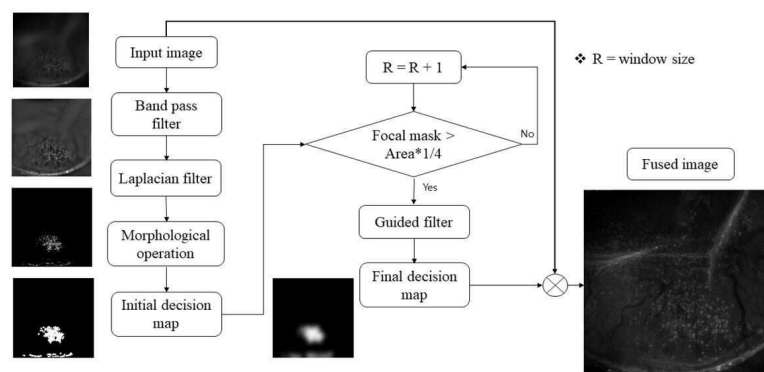 Input image
Band pass
filter
Laplacian filter
Morphological
operation
Initial decision
map
R = R + 1
Focal mask >
Area*1/4
No
Yes
Guided filter
Final decision
map
❖ R = window size
Fused image